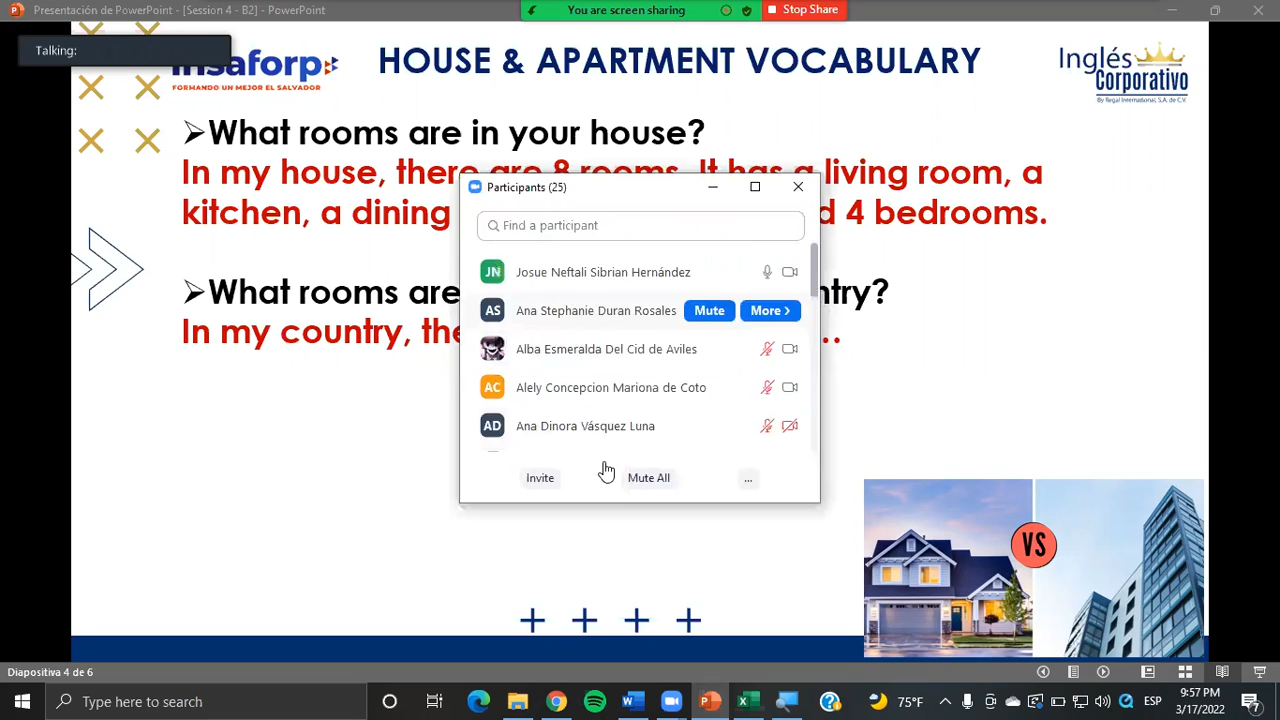 Presentación de PowerPoint - [Session 4 - B2] - PowerPoint
You are screen sharing
Stop Share
Talking:
insaforp
FORMANDO UN MEJOR EL SALVADOR
HOUSE & APARTMENT VOCABULARY
Inglés
Corporativo
By Regal International, S.A. de C.V.
What rooms are in your house?
In my house, there are 8 rooms. It has a living room, a
kitchen, a dining d 4 bedrooms.
What rooms are ntry?
In my country, the ..
Participants (25)
Find a participant
JN Josue Neftali Sibrian Hernández
AS Ana Stephanie Duran Rosales Mute More
Alba Esmeralda Del Cid de Aviles
AC Alely Concepcion Mariona de Coto
AD Ana Dinora Vásquez Luna
Invite Mute All ...
VS
Diapositiva 4 de 6
Type here to search
75°F
ESP
9:57 PM
3/17/2022
7